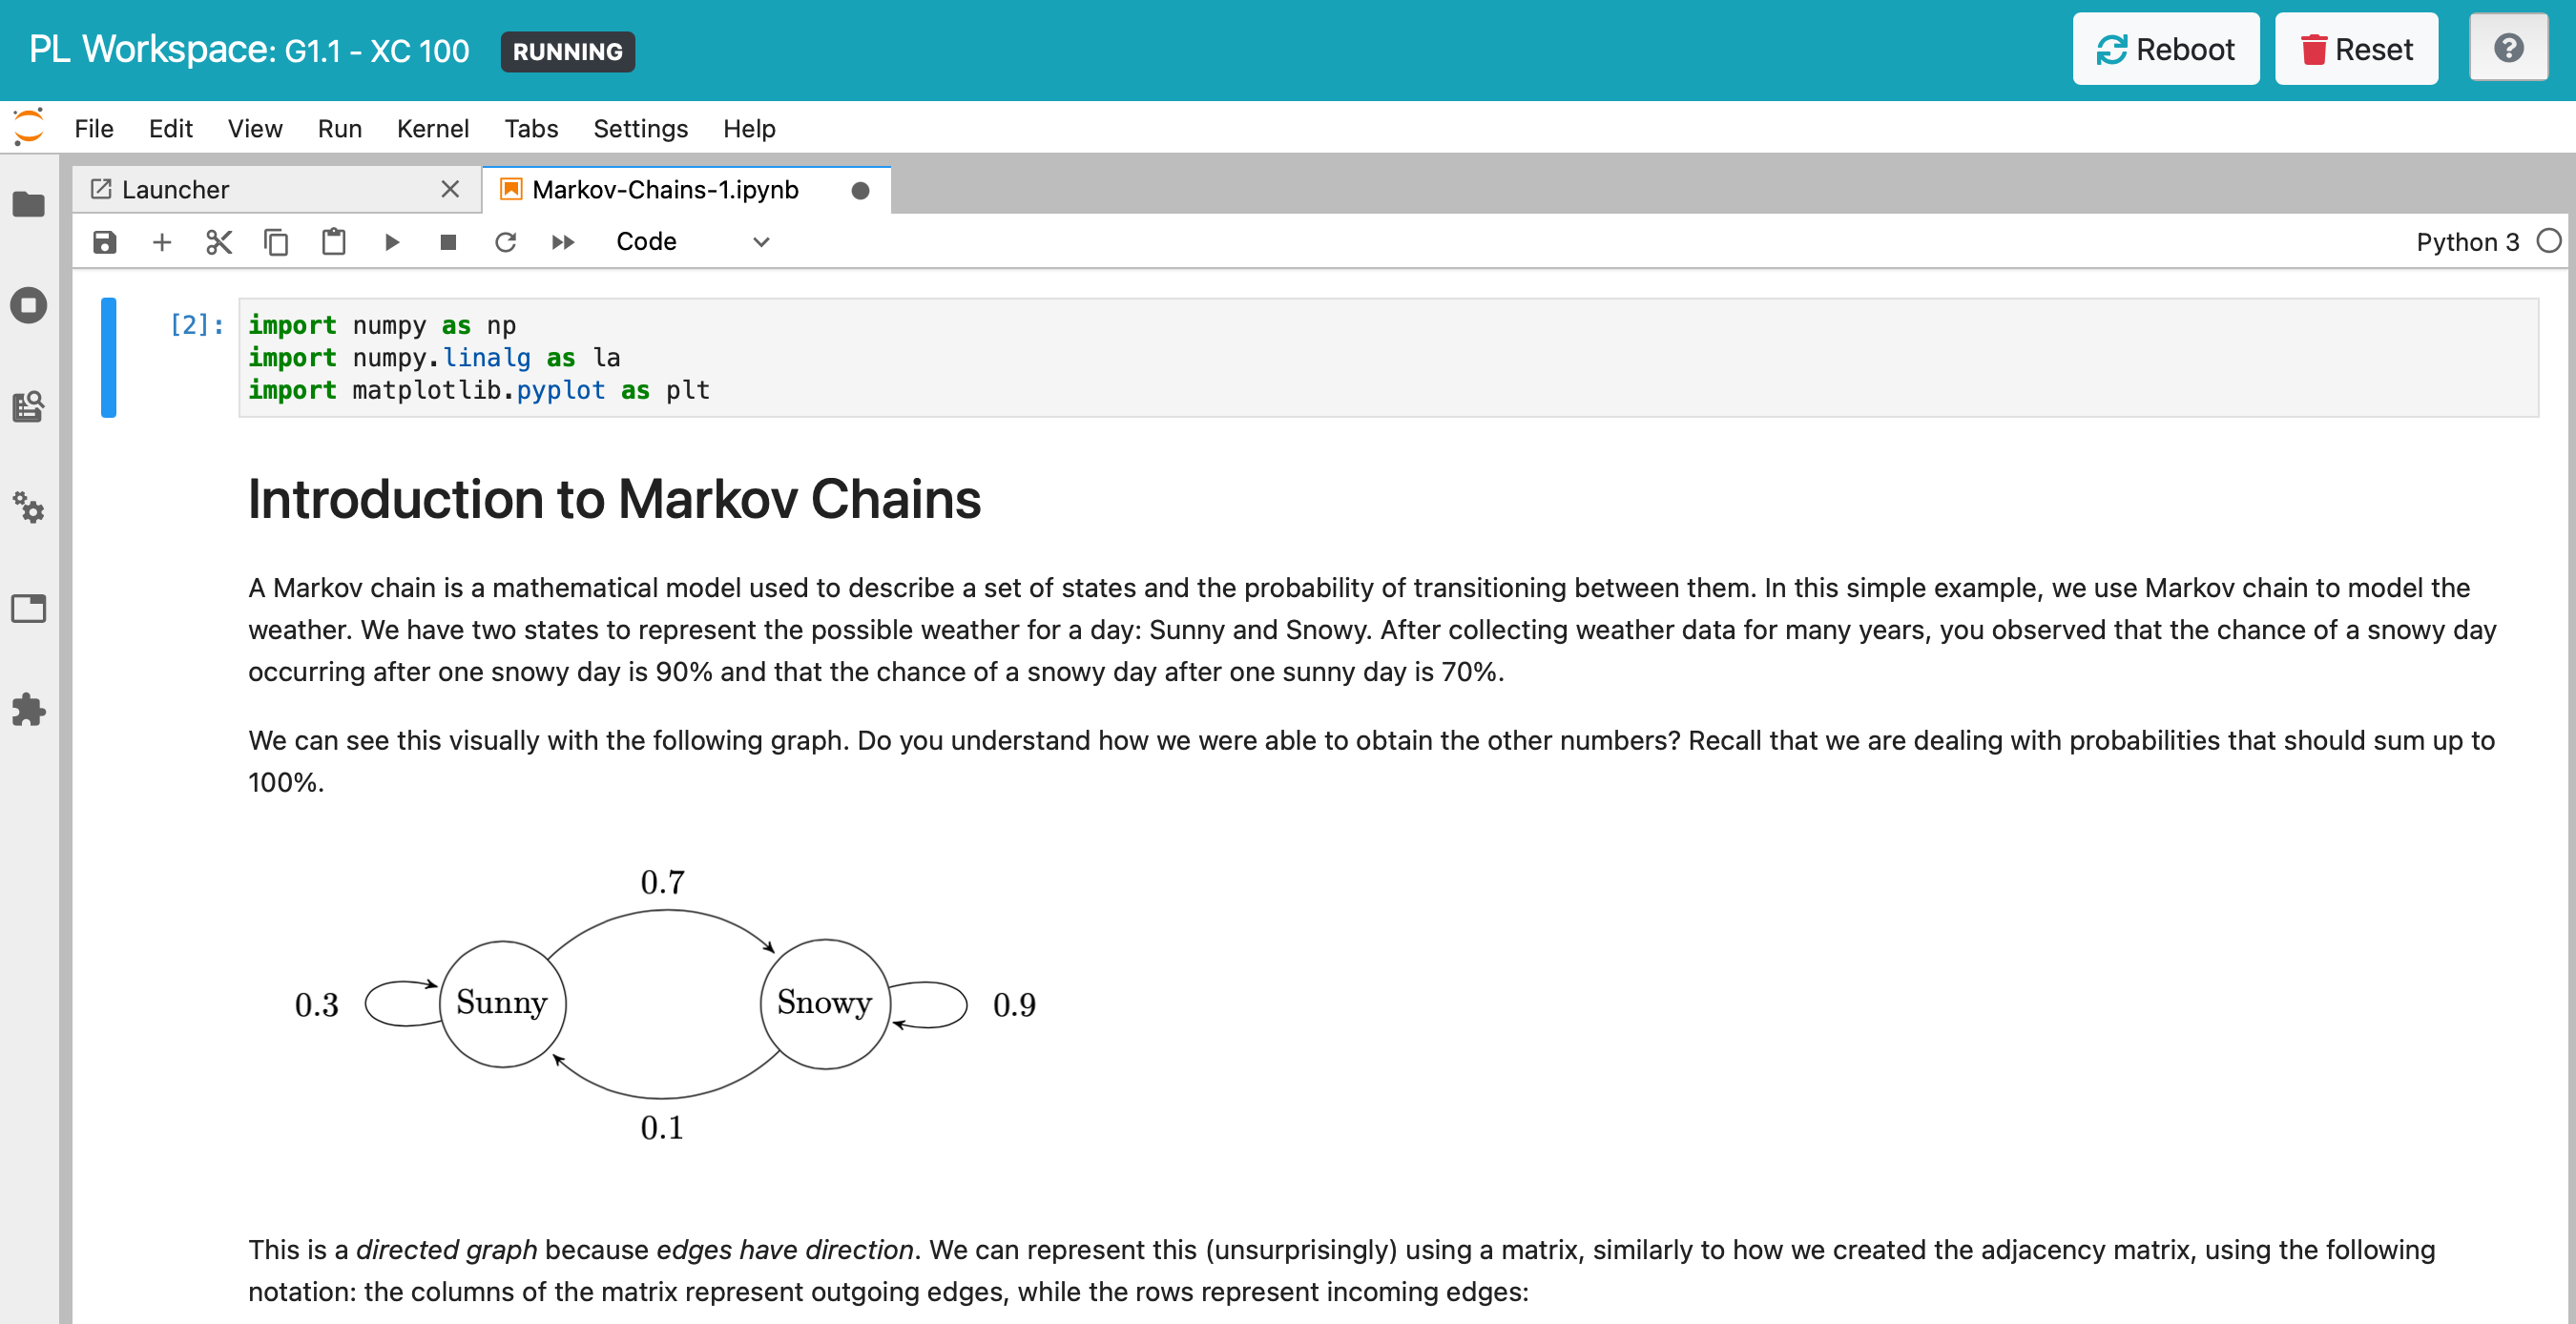 PL Workspace: G1.1 - XC 100 RUNNING Reboot Reset
File Edit View Run Kernel Tabs Settings Help
Launcher Markov-Chains-1.ipynb
Code Python 3
[2]: import numpy as np
import numpy.linalg as la
import matplotlib.pyplot as plt
Introduction to Markov Chains
A Markov chain is a mathematical model used to describe a set of states and the probability of transitioning between them. In this simple example, we use Markov chain to model the
weather. We have two states to represent the possible weather for a day: Sunny and Snowy. After collecting weather data for many years, you observed that the chance of a snowy day
occurring after one snowy day is 90% and that the chance of a snowy day after one sunny day is 70%.
We can see this visually with the following graph. Do you understand how we were able to obtain the other numbers? Recall that we are dealing with probabilities that should sum up to
100%.
0.7
0.3 Sunny Snowy 0.9
0.1
This is a directed graph because edges have direction. We can represent this (unsurprisingly) using a matrix, similarly to how we created the adjacency matrix, using the following
notation: the columns of the matrix represent outgoing edges, while the rows represent incoming edges: